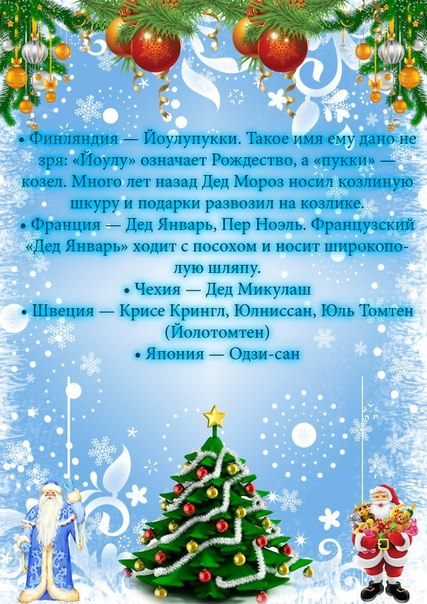 • Финляндия — Йоулупукки. Такое имя ему дано не
зря: «Йоулу» означает Рождество, а «пукки» —
козел. Много лет назад Дед Мороз носил козлиную
шкуру и подарки развозил на козлике.
• Франция — Дед Январь, Пер Ноэль. Французский
«Дед Январь» ходит с посохом и носит широкопо-
лую шляпу.
• Чехия — Дед Микулаш
• Швеция — Крисе Крингл, Юлниссан, Юль Томтен
(Йолотомтен)
• Япония — Одзи-сан